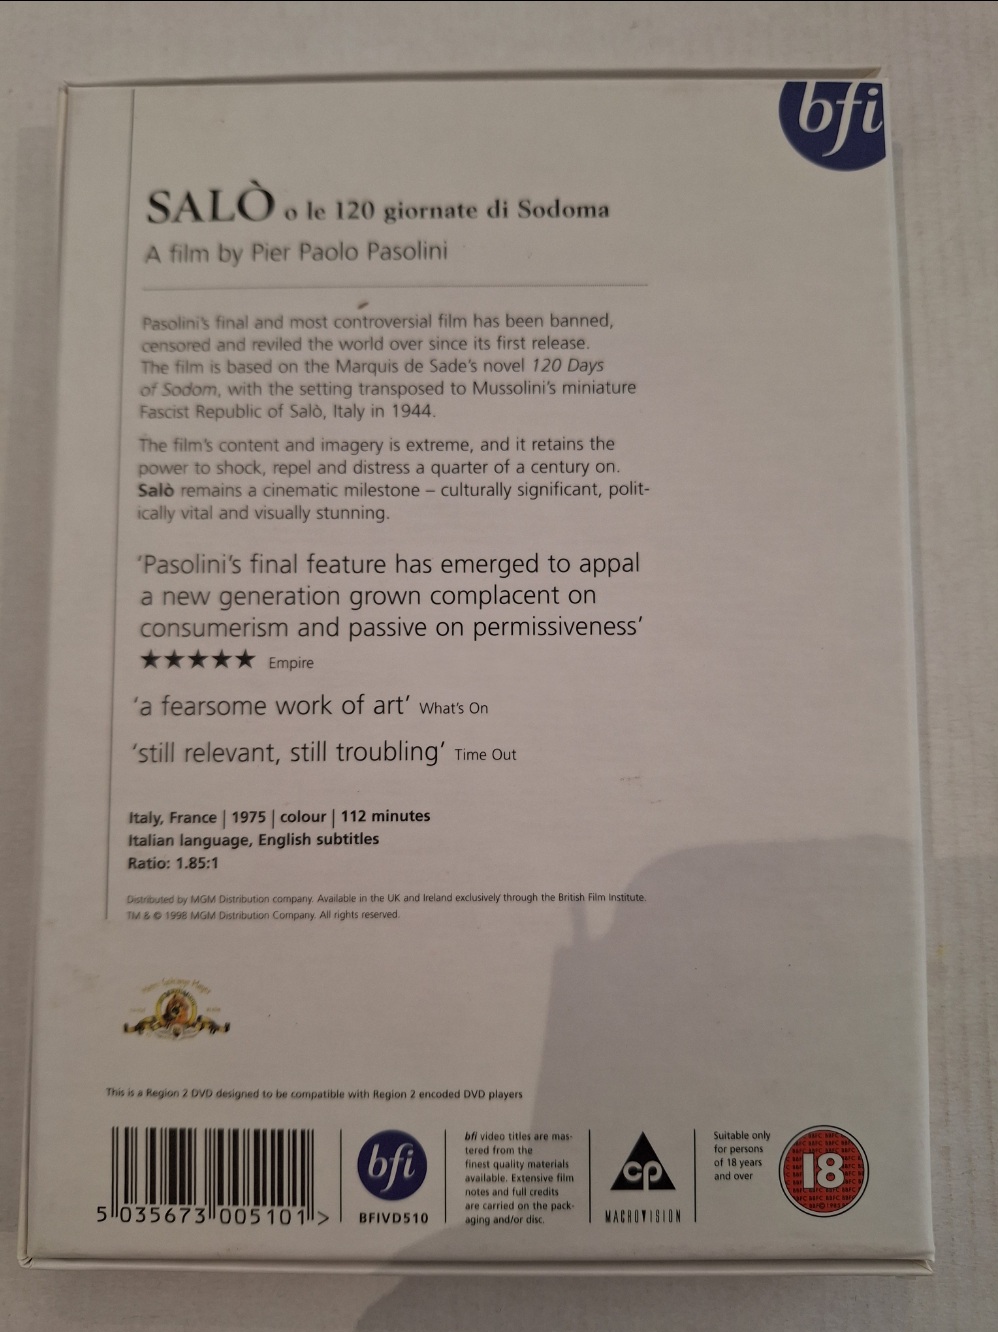 bfi
SALÒ o le 120 giornate di Sodoma
A film by Pier Paolo Pasolini
Pasolini's final and most controversial film has been banned,
censored and reviled the world over since its first release.
The film is based on the Marquis de Sade's novel 120 Days
of Sodom, with the setting transposed to Mussolini's miniature
Fascist Republic of Salò, Italy in 1944.
The film's content and imagery is extreme, and it retains the
power to shock, repel and distress a quarter of a century on.
Salò remains a cinematic milestone – culturally significant, polit-
ically vital and visually stunning.
'Pasolini's final feature has emerged to appal
a new generation grown complacent on
consumerism and passive on permissiveness'
★★★★★ Empire
'a fearsome work of art' What's On
'still relevant, still troubling' Time Out
Italy, France | 1975 | colour | 112 minutes
Italian language, English subtitles
Ratio: 1.85:1
Distributed by MGM Distribution company. Available in the UK and Ireland exclusively through the British Film Institute.
TM & © 1998 MGM Distribution Company. All rights reserved.
This is a Region 2 DVD designed to be compatible with Region 2 encoded DVD players
5 035673 005101 >
bfi
BFIVD510
bfi video titles are mas-
tered from the
finest quality materials
available. Extensive film
notes and full credits
are carried on the pack-
aging and/or disc.
cp
MACROVISION
Suitable only
for persons
of 18 years
and over
18